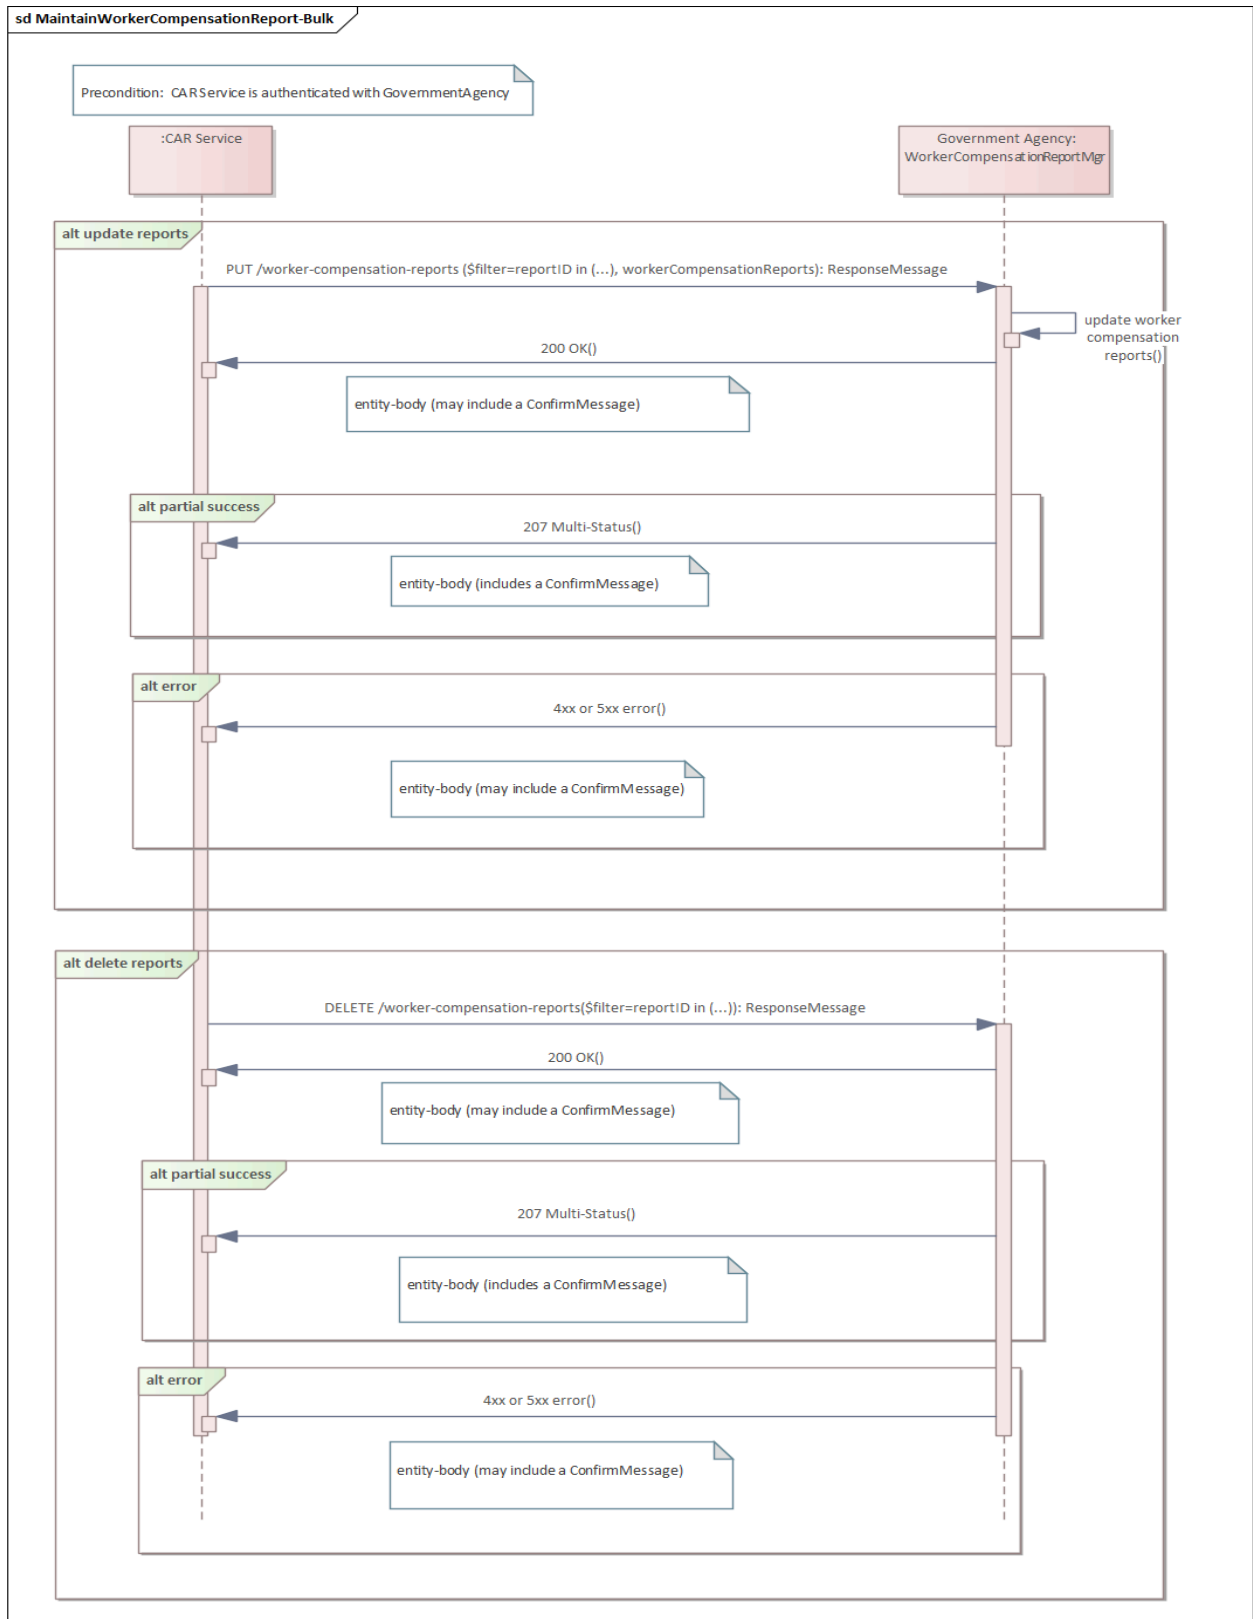 sd MaintainWorkerCompensationReport-Bulk
Precondition: CAR Service is authenticated with GovernmentAgency
:CAR Service
Government Agency:
WorkerCompensationReportMgr
alt update reports
PUT /worker-compensation-reports ($filter=reportID in (...), workerCompensationReports): ResponseMessage
update worker
compensation
reports()
200 OK()
entity-body (may include a ConfirmMessage)
alt partial success
207 Multi-Status()
entity-body (includes a ConfirmMessage)
alt error
4xx or 5xx error()
entity-body (may include a ConfirmMessage)
alt delete reports
DELETE /worker-compensation-reports($filter=reportID in (...)): ResponseMessage
200 OK()
entity-body (may include a ConfirmMessage)
alt partial success
207 Multi-Status()
entity-body (includes a ConfirmMessage)
alt error
4xx or 5xx error()
entity-body (may include a ConfirmMessage)